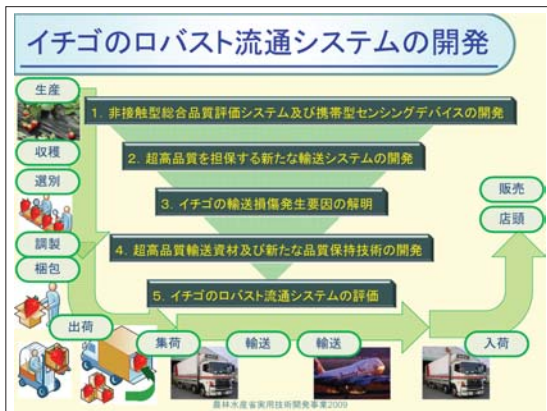 イチゴのロバスト流通システムの開発
生産
1. 非接触型総合品質評価システム及び携帯型センシングデバイスの開発
収穫
2. 超高品質を担保する新たな輸送システムの開発
選別
3. イチゴの輸送損傷発生要因の解明
調製
4. 超高品質輸送資材及び新たな品質保持技術の開発
梱包
5. イチゴのロバスト流通システムの評価
出荷
集荷
輸送
輸送
入荷
店頭
販売
農林水産省実用技術開発事業2009